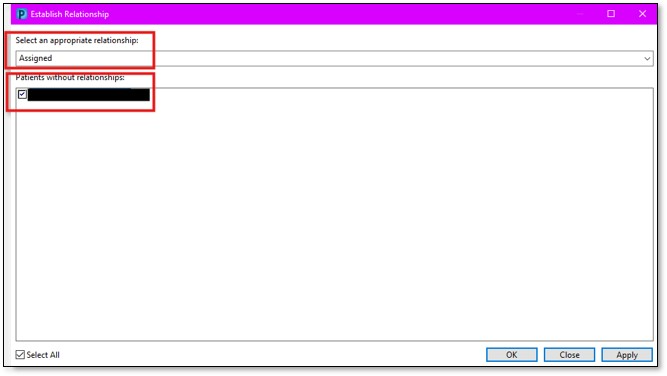 Establish Relationship
Select an appropriate relationship:
Assigned
Patients without relationships:
Select All
OK
Close
Apply